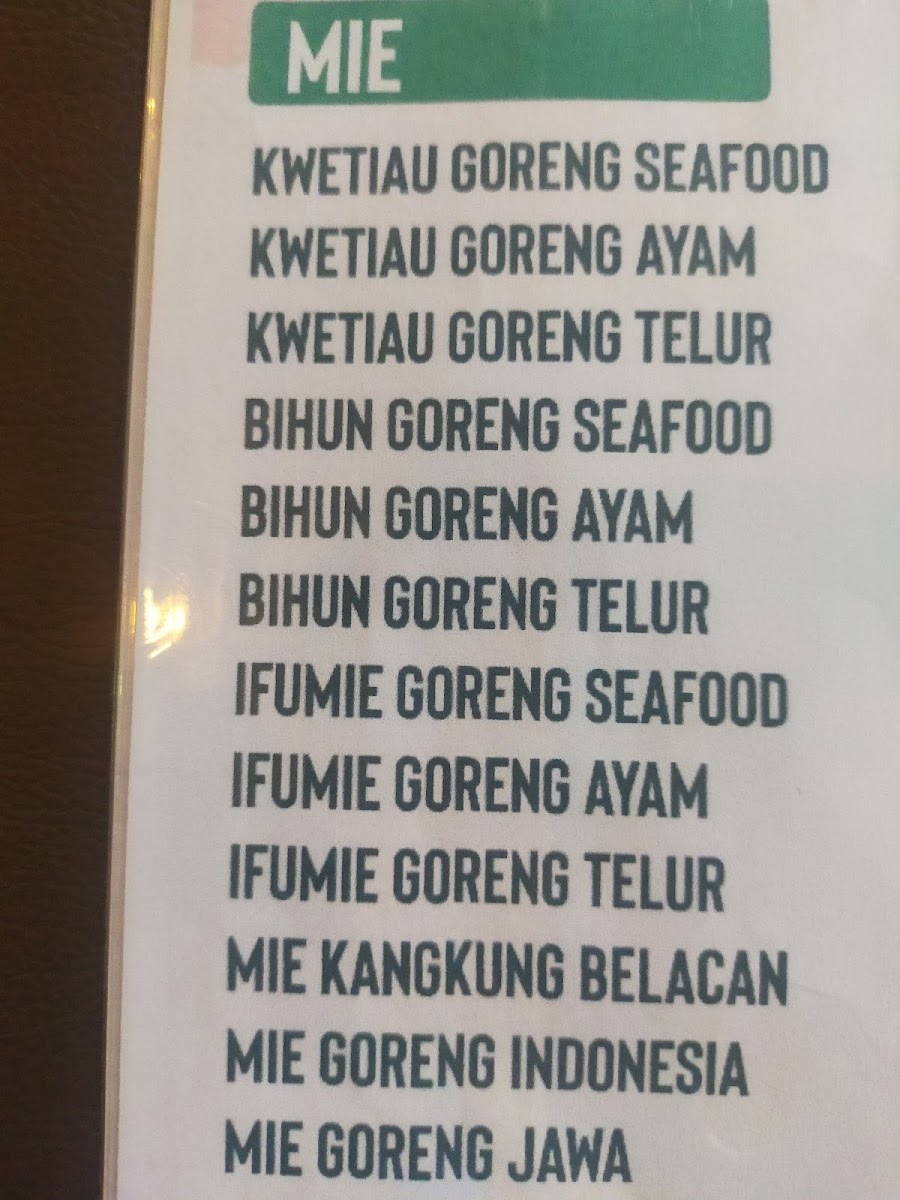 MIE
KWETIAU GORENG SEAFOOD
KWETIAU GORENG AYAM
KWETIAU GORENG TELUR
BIHUN GORENG SEAFOOD
BIHUN GORENG AYAM
BIHUN GORENG TELUR
IFUMIE GORENG SEAFOOD
IFUMIE GORENG AYAM
IFUMIE GORENG TELUR
MIE KANGKUNG BELACAN
MIE GORENG INDONESIA
MIE GORENG JAWA